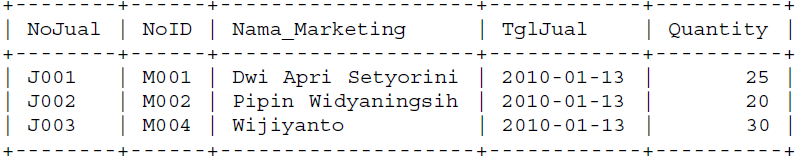 +--------+------+----------------------+------------+----------+
| NoJual | NoID | Nama_Marketing       | TglJual    | Quantity |
+--------+------+----------------------+------------+----------+
| J001   | M001 | Dwi Apri Setyorini   | 2010-01-13 |       25 |
| J002   | M002 | Pipin Widyaningsih   | 2010-01-13 |       20 |
| J003   | M004 | Wijiyanto            | 2010-01-13 |       30 |
+--------+------+----------------------+------------+----------+